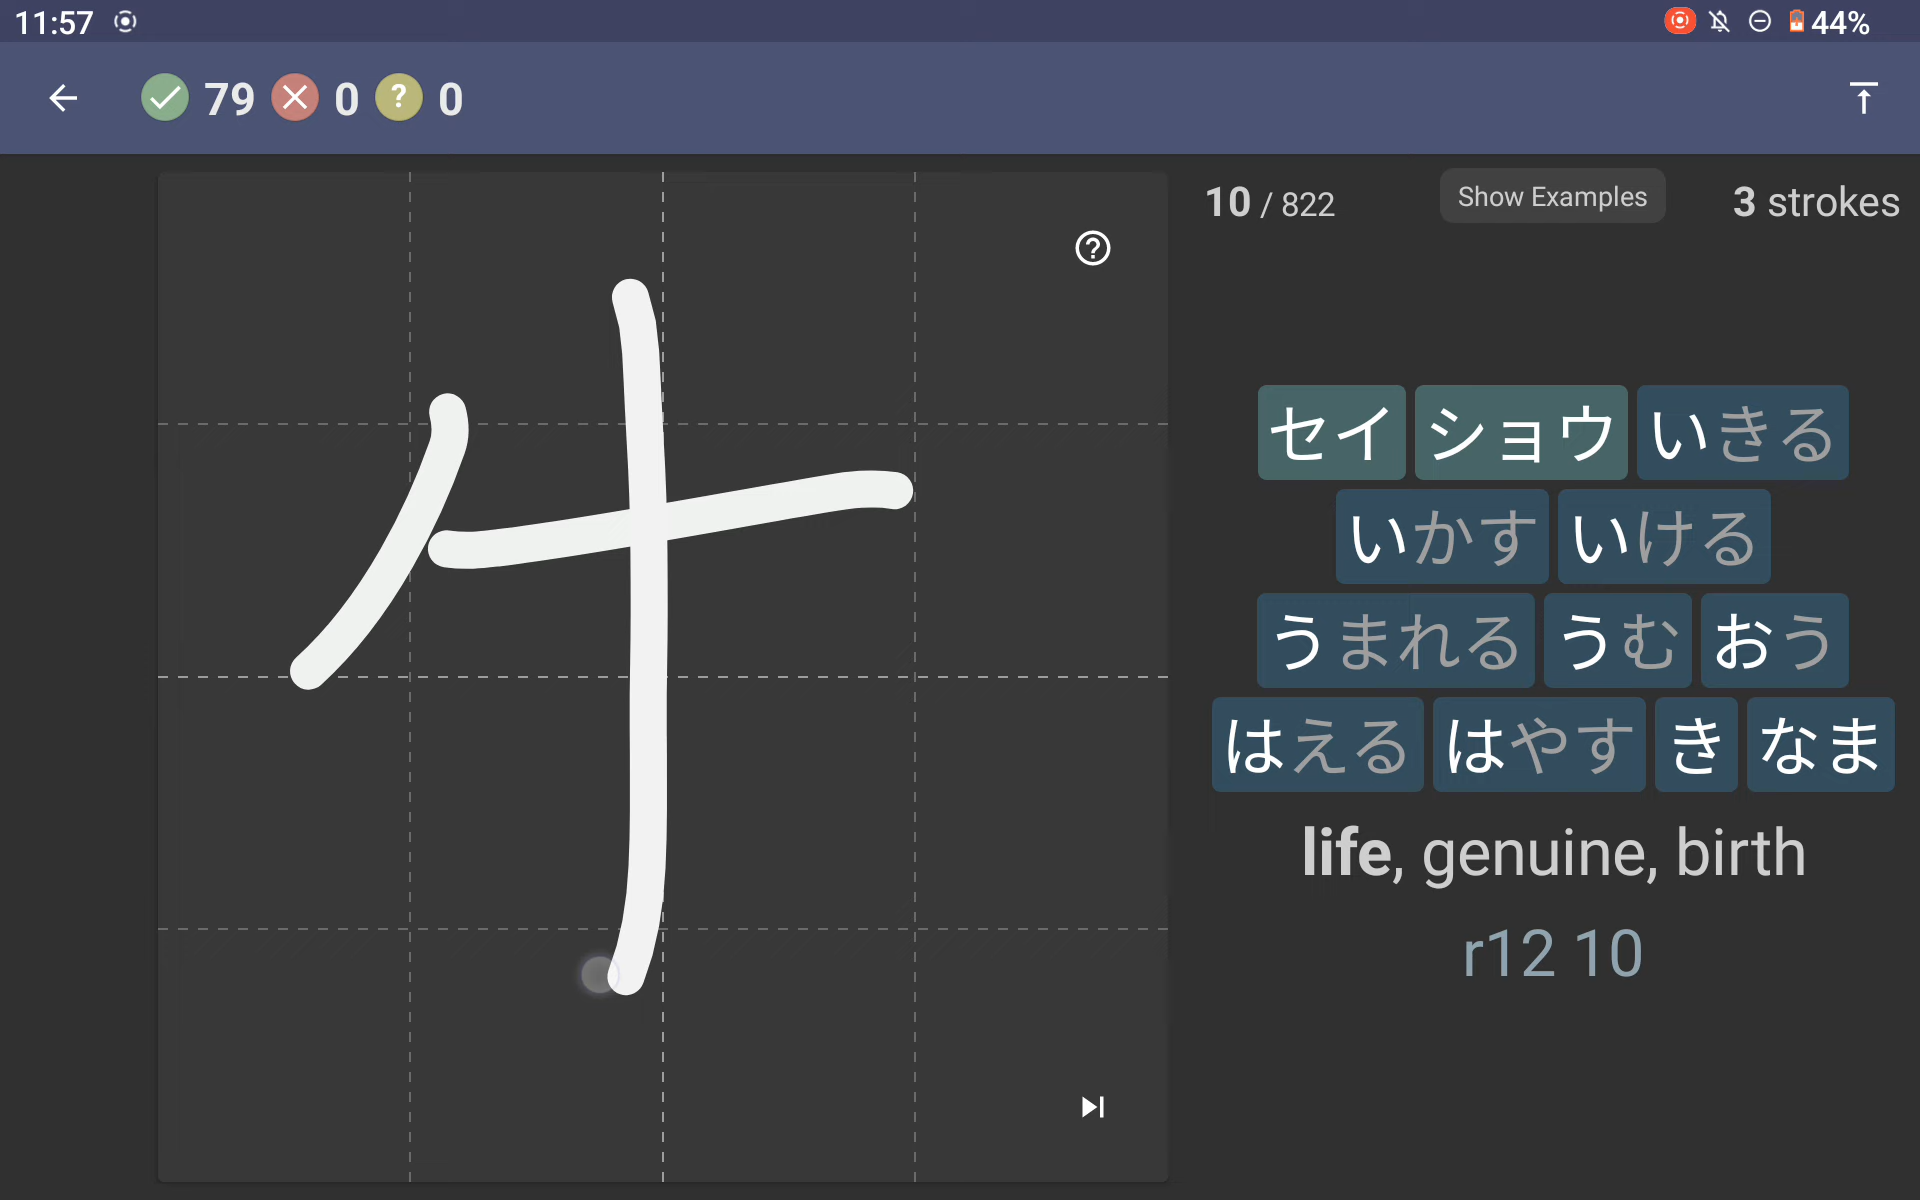 11:57 44%
79 0 ? 0
10 / 822 Show Examples 3 strokes
セイ ショウ いきる
いかす いける
うまれる うむ おう
はえる はやす き なま
life, genuine, birth
r12 10